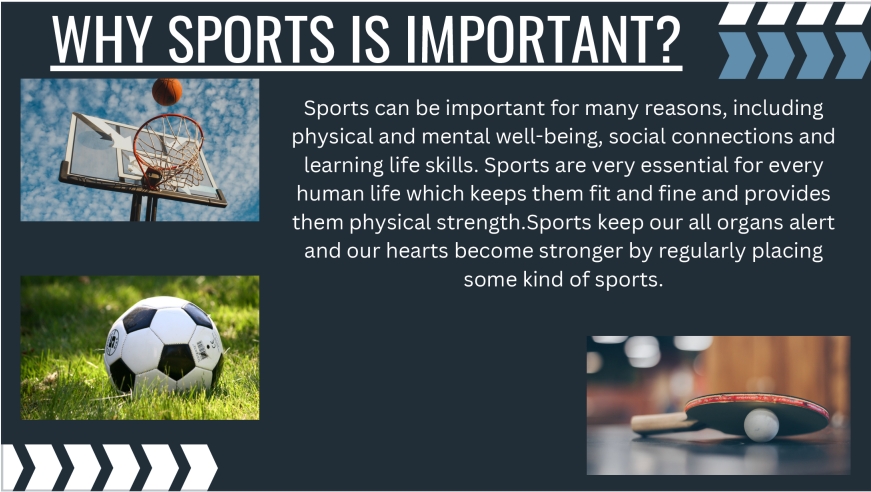 WHY SPORTS IS IMPORTANT?
Sports can be important for many reasons, including
physical and mental well-being, social connections and
learning life skills. Sports are very essential for every
human life which keeps them fit and fine and provides
them physical strength.Sports keep our all organs alert
and our hearts become stronger by regularly placing
some kind of sports.